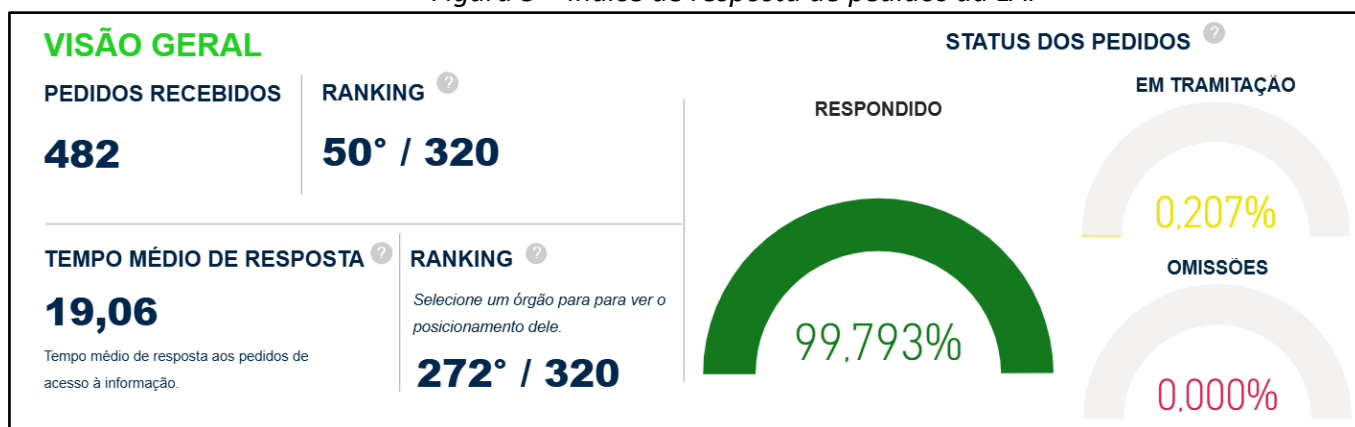 VISÃO GERAL
PEDIDOS RECEBIDOS
482
RANKING ?
50° / 320
TEMPO MÉDIO DE RESPOSTA ?
19,06
Tempo médio de resposta aos pedidos de
acesso à informação.
RANKING ?
Selecione um órgão para para ver o
posicionamento dele.
272° / 320
STATUS DOS PEDIDOS ?
RESPONDIDO
99,793%
EM TRAMITAÇÃO
0,207%
OMISSÕES
0,000%